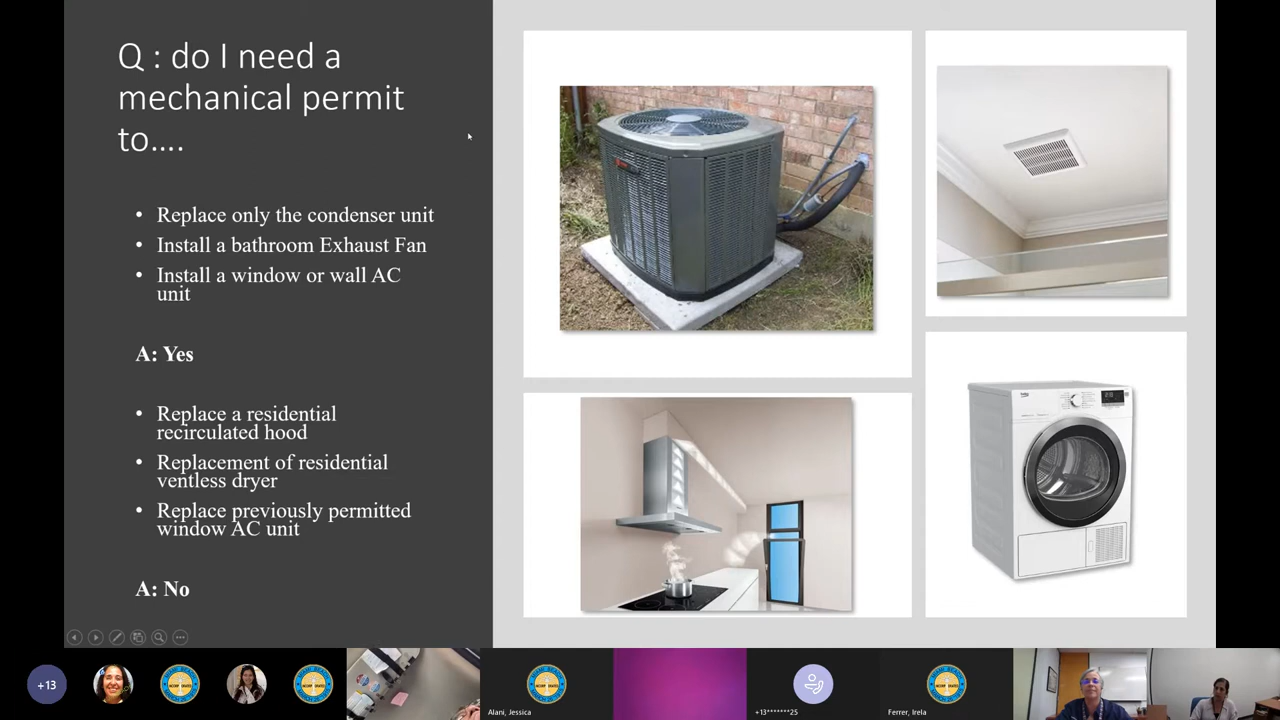 Q : do I need a
mechanical permit
to....
• Replace only the condenser unit
• Install a bathroom Exhaust Fan
• Install a window or wall AC
unit
A: Yes
• Replace a residential
recirculated hood
• Replacement of residential
ventless dryer
• Replace previously permitted
window AC unit
A: No
+13
Alani, Jessica
+13*******25
Ferrer, Irela